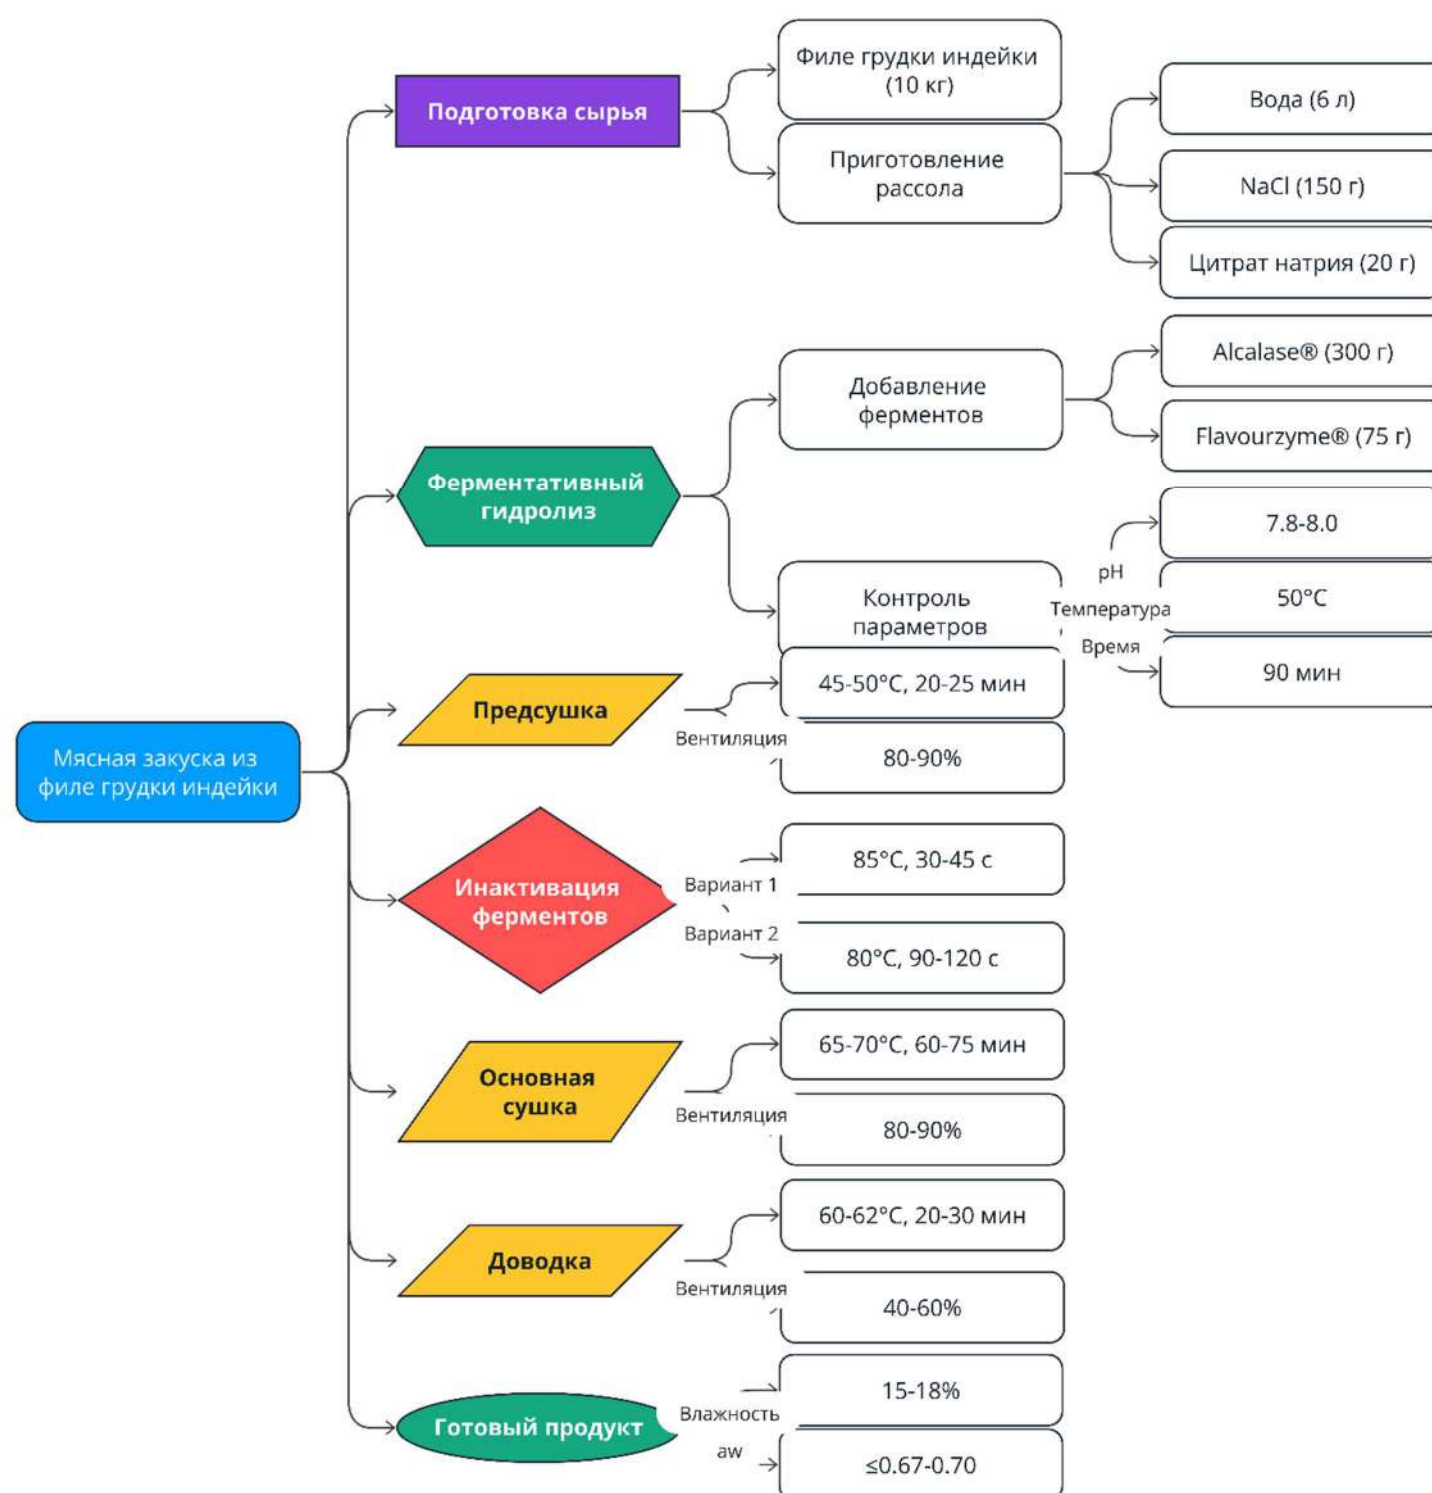 Филе грудки индейки
(10 кг)
Подготовка сырья
Вода (6 л)
Приготовление
рассола
NaCl (150 г)
Цитрат натрия (20 г)
Alcalase® (300 г)
Добавление
ферментов
Flavourzyme® (75 г)
Ферментативный
гидролиз
7.8-8.0
pH
Контроль
параметров
Температура
50°C
Время
90 мин
45-50°C, 20-25 мин
Предсушка
Вентиляция
80-90%
Мясная закуска из
филе грудки индейки
85°C, 30-45 с
Вариант 1
Инактивация
ферментов
Вариант 2
80°C, 90-120 с
65-70°C, 60-75 мин
Основная
сушка
Вентиляция
80-90%
60-62°C, 20-30 мин
Доводка
Вентиляция
40-60%
15-18%
Влажность
Готовый продукт
aw
≤0.67-0.70